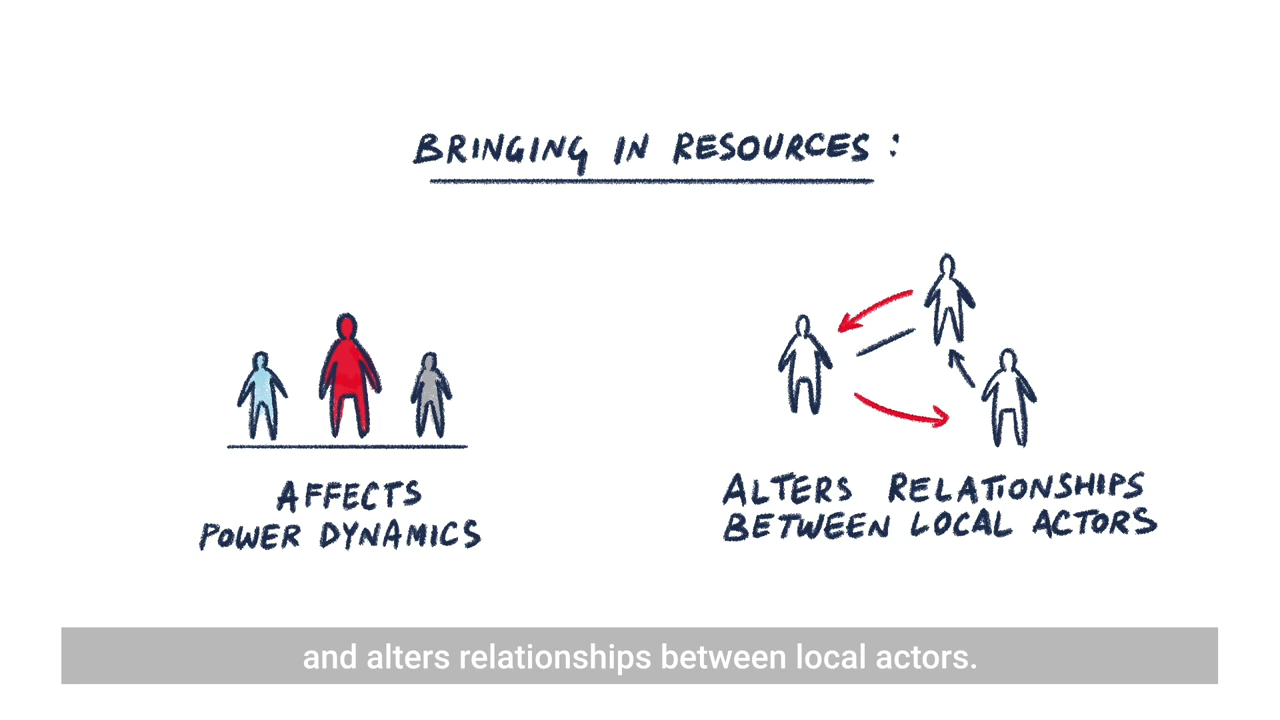 BRINGING IN RESOURCES:
AFFECTS
POWER DYNAMICS
ALTERS RELATIONSHIPS
BETWEEN LOCAL ACTORS
and alters relationships between local actors.